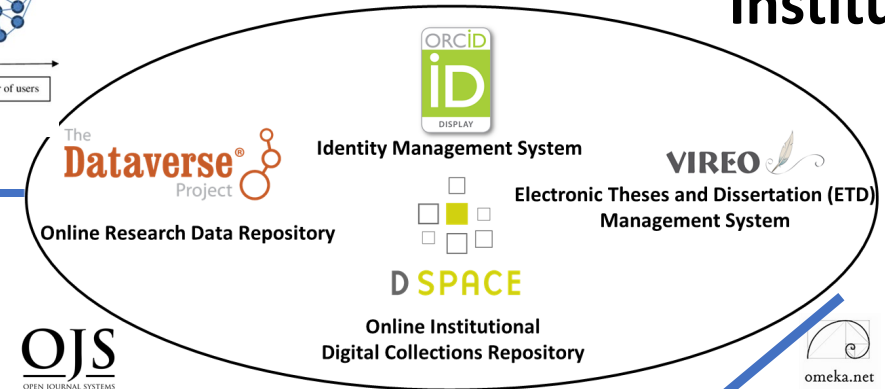 Institu
r of users
ORCID
iD
DISPLAY
Identity Management System
The
Dataverse®
Project
Online Research Data Repository
VIREO
Electronic Theses and Dissertation (ETD)
Management System
D SPACE
Online Institutional
Digital Collections Repository
OJS
OPEN JOURNAL SYSTEMS
omeka.net